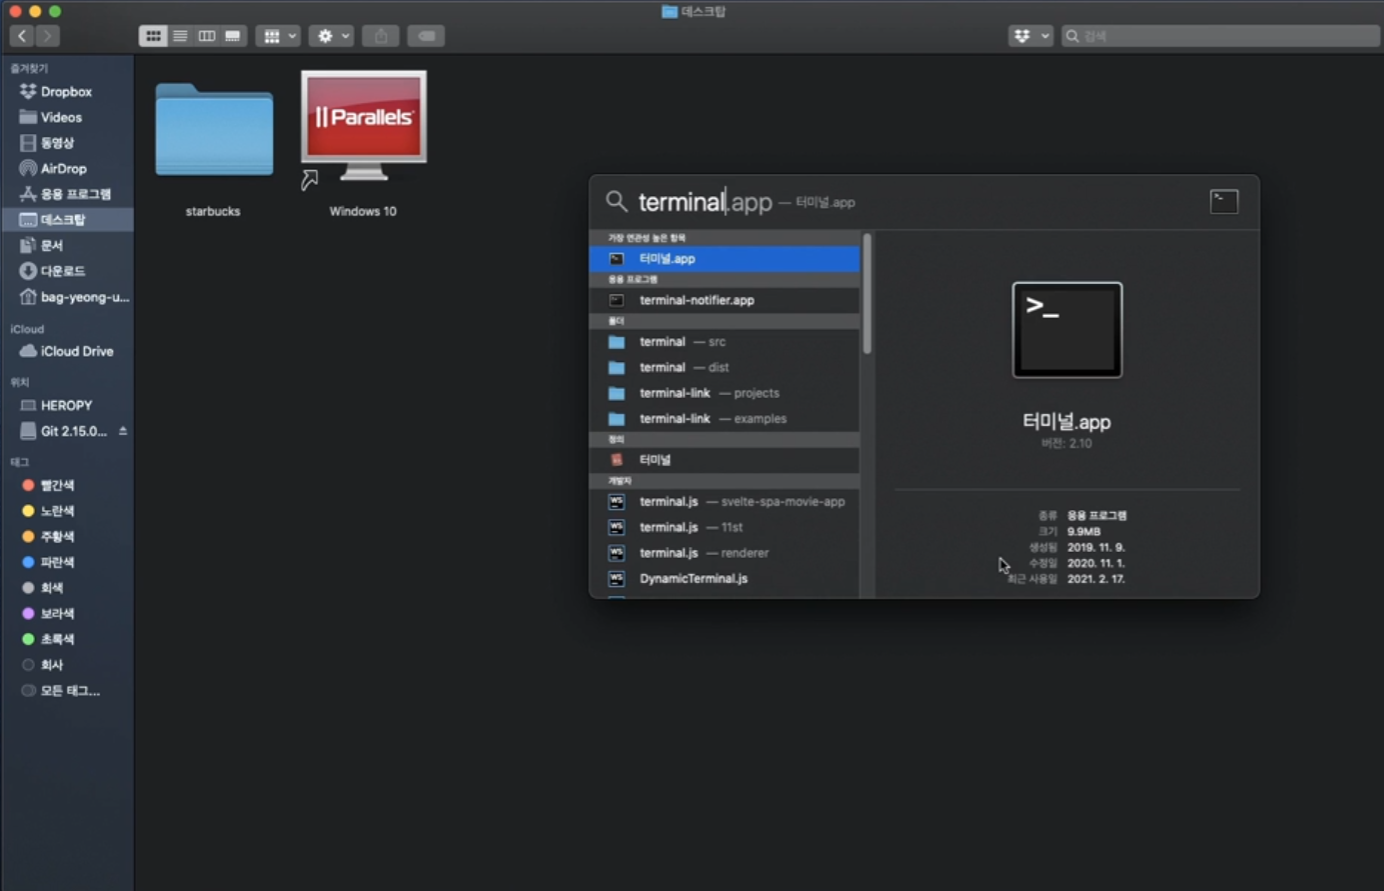 데스크탑
검색
즐겨찾기
Dropbox
Videos
동영상
AirDrop
응용 프로그램
데스크탑
문서
다운로드
bag-yeong-u...
iCloud
iCloud Drive
위치
HEROPY
Git 2.15.0...
태그
빨간색
노란색
주황색
파란색
회색
보라색
초록색
회사
모든 태그...
Parallels
starbucks
Windows 10
terminal.app — 터미널.app
가장 연관성 높은 항목
터미널.app
응용 프로그램
terminal-notifier.app
폴더
terminal — src
terminal — dist
terminal-link — projects
terminal-link — examples
정의
터미널
개발자
WS terminal.js — svelte-spa-movie-app
WS terminal.js — 11st
WS terminal.js — renderer
WS DynamicTerminal.js
>_
터미널.app
버전: 2.10
종류 응용 프로그램
크기 9.9MB
생성됨 2019. 11. 9.
수정일 2020. 11. 1.
최근 사용일 2021. 2. 17.